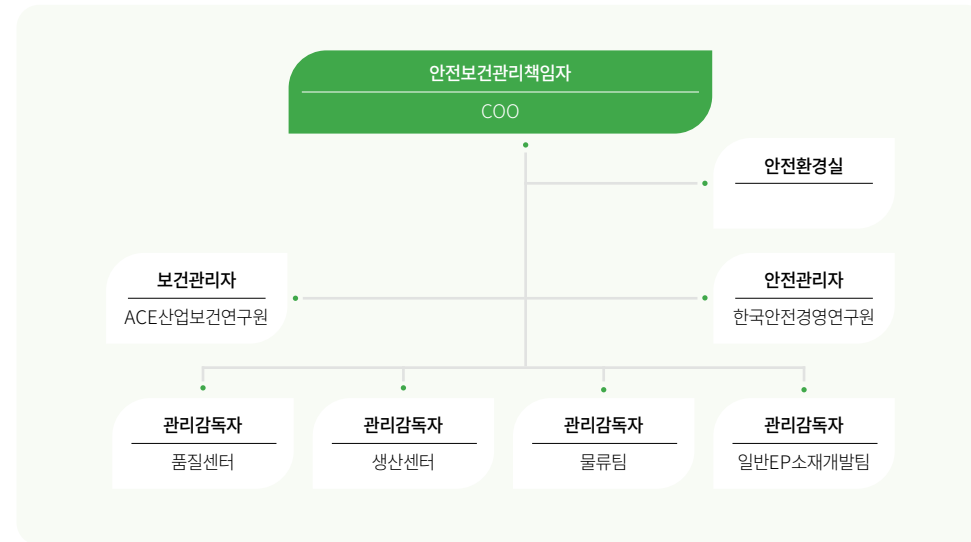 안전보건관리책임자
COO
안전환경실
보건관리자
ACE산업보건연구원
안전관리자
한국안전경영연구원
관리감독자
품질센터
관리감독자
생산센터
관리감독자
물류팀
관리감독자
일반EP소재개발팀